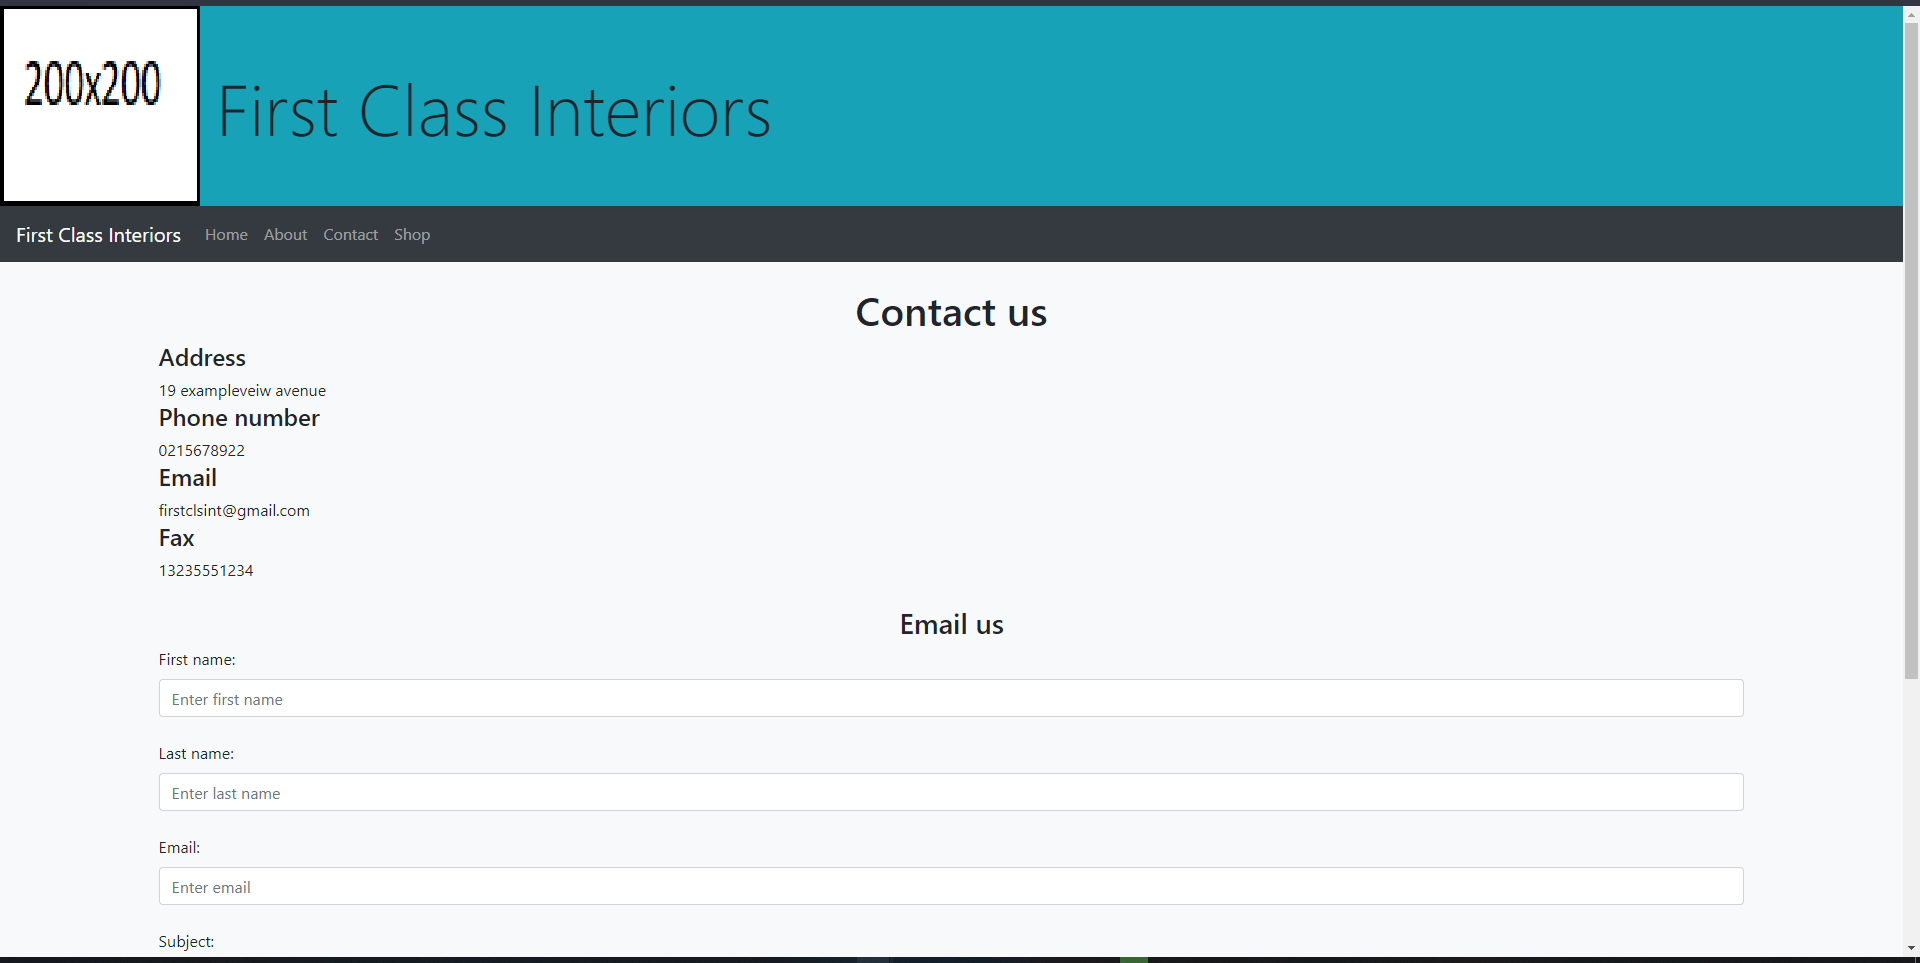 200x200
First Class Interiors
First Class Interiors Home About Contact Shop
Contact us
Address
19 exampleveiw avenue
Phone number
0215678922
Email
firstclsint@gmail.com
Fax
13235551234
Email us
First name:
Enter first name
Last name:
Enter last name
Email:
Enter email
Subject: